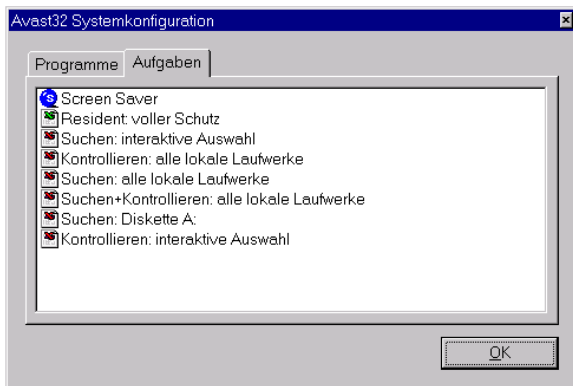 Avast32 Systemkonfiguration
Programme Aufgaben
Screen Saver
Resident: voller Schutz
Suchen: interaktive Auswahl
Kontrollieren: alle lokale Laufwerke
Suchen: alle lokale Laufwerke
Suchen+Kontrollieren: alle lokale Laufwerke
Suchen: Diskette A:
Kontrollieren: interaktive Auswahl
OK